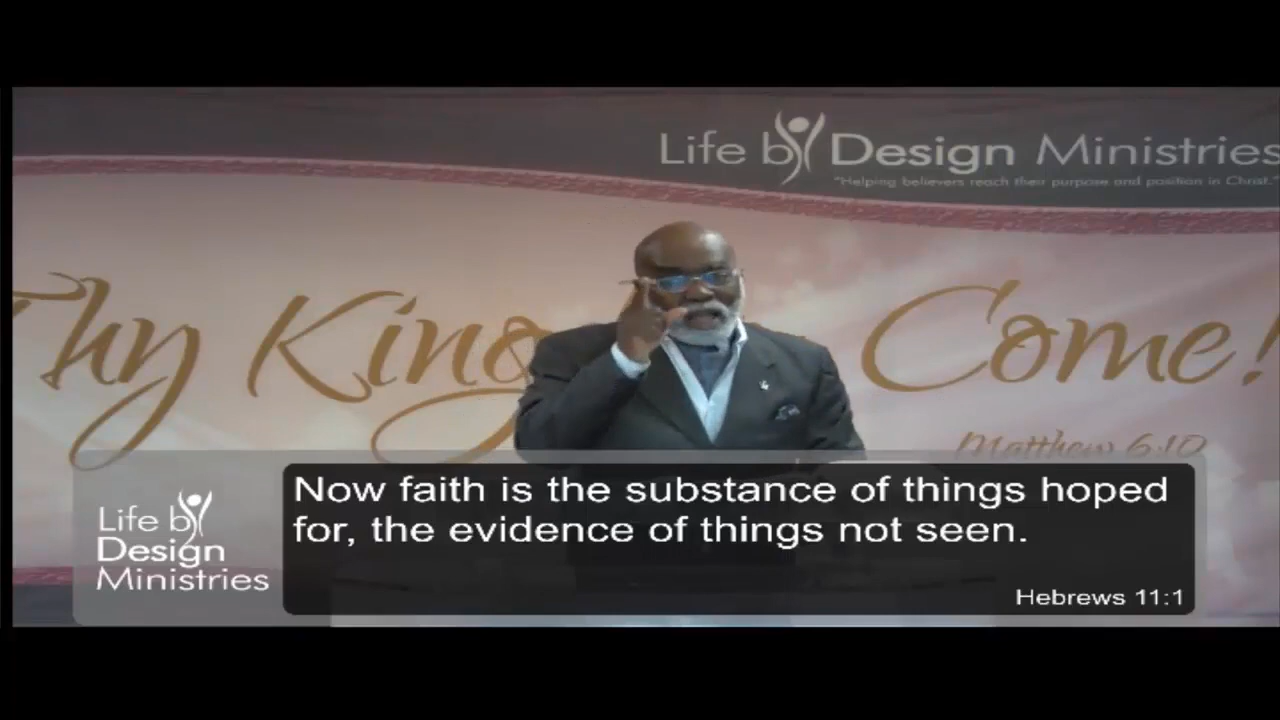 Life by Design Ministries
"Helping believers reach their purpose and position in Christ."
Thy King Come!
Matthew 6:10
Life by
Design
Ministries
Now faith is the substance of things hoped
for, the evidence of things not seen.
Hebrews 11:1